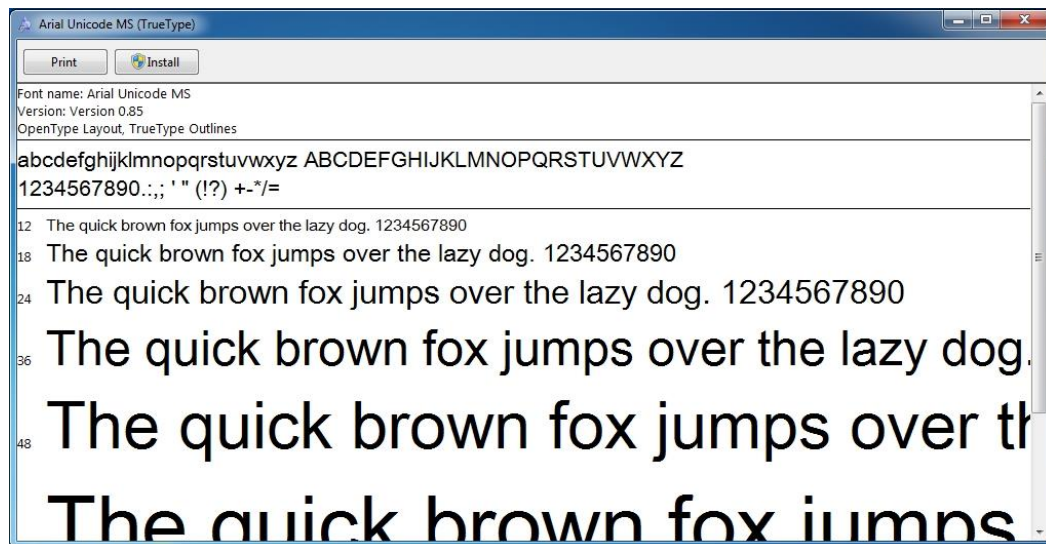 Arial Unicode MS (TrueType)
Print Install
Font name: Arial Unicode MS
Version: Version 0.85
OpenType Layout, TrueType Outlines
abcdefghijklmnopqrstuvwxyz ABCDEFGHIJKLMNOPQRSTUVWXYZ
1234567890.:,; ' " (!?) +-*/=
12 The quick brown fox jumps over the lazy dog. 1234567890
18 The quick brown fox jumps over the lazy dog. 1234567890
24 The quick brown fox jumps over the lazy dog. 1234567890
36 The quick brown fox jumps over the lazy dog.
48 The quick brown fox jumps over th
The quick brown fox jumps